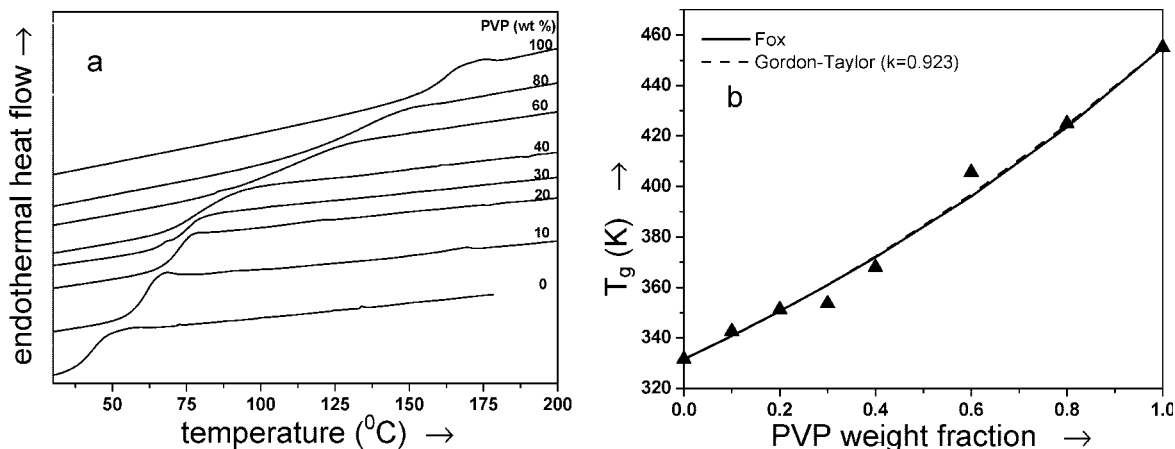 PVP (wt %)
a
100
80
60
40
30
20
10
0
endothermal heat flow →
50 75 100 125 150 175 200
temperature (⁰C) →
460
440
420
400
380
360
340
320
Fox
Gordon-Taylor (k=0.923)
b
T_g (K) →
0.0 0.2 0.4 0.6 0.8 1.0
PVP weight fraction →